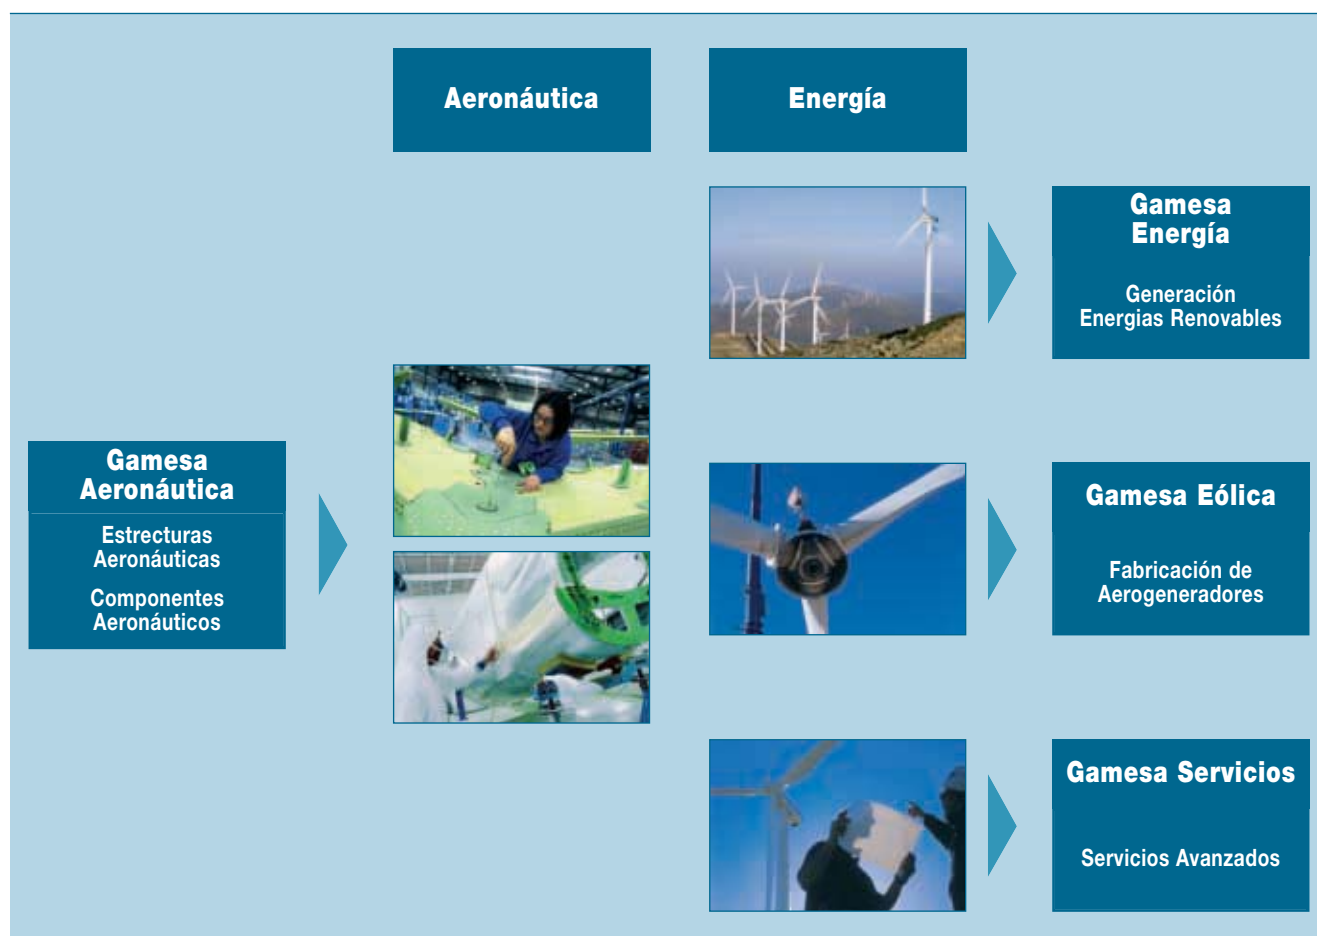 Aeronáutica
Energía
Gamesa
Energía
Generación
Energias Renovables
Gamesa
Aeronáutica
Estrecturas
Aeronáuticas
Componentes
Aeronáuticos
Gamesa Eólica
Fabricación de
Aerogeneradores
Gamesa Servicios
Servicios Avanzados